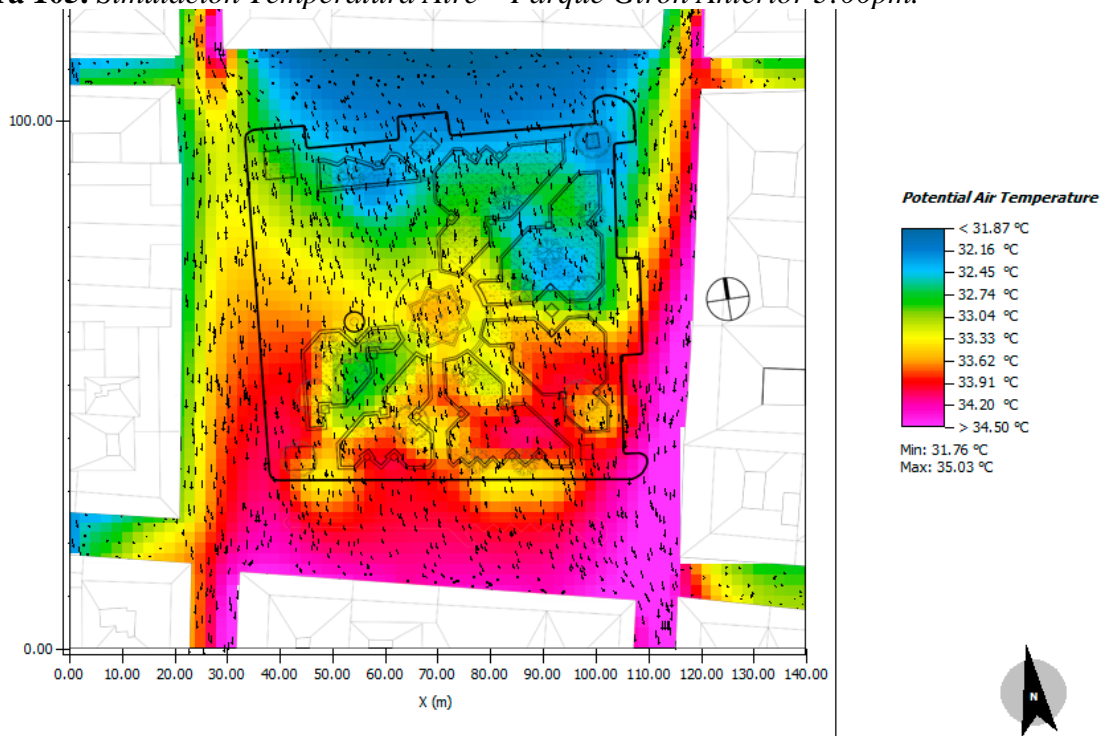 ra 103. Simulación Temperatura Aire – Parque Girón Anterior 3:00pm.
Potential Air Temperature
< 31.87 °C
32.16 °C
32.45 °C
32.74 °C
33.04 °C
33.33 °C
33.62 °C
33.91 °C
34.20 °C
> 34.50 °C
Min: 31.76 °C
Max: 35.03 °C
100.00
0.00
0.00 10.00 20.00 30.00 40.00 50.00 60.00 70.00 80.00 90.00 100.00 110.00 120.00 130.00 140.00
X (m)
N